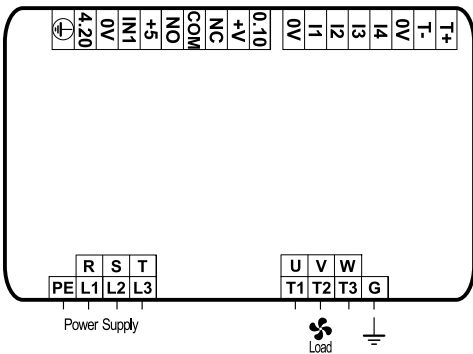 4.20 0V IN1 +5 NO COM NC +V 0.10 0V I1 I2 I3 I4 0V T- T+
R S T U V W
PE L1 L2 L3 T1 T2 T3 G
Power Supply Load